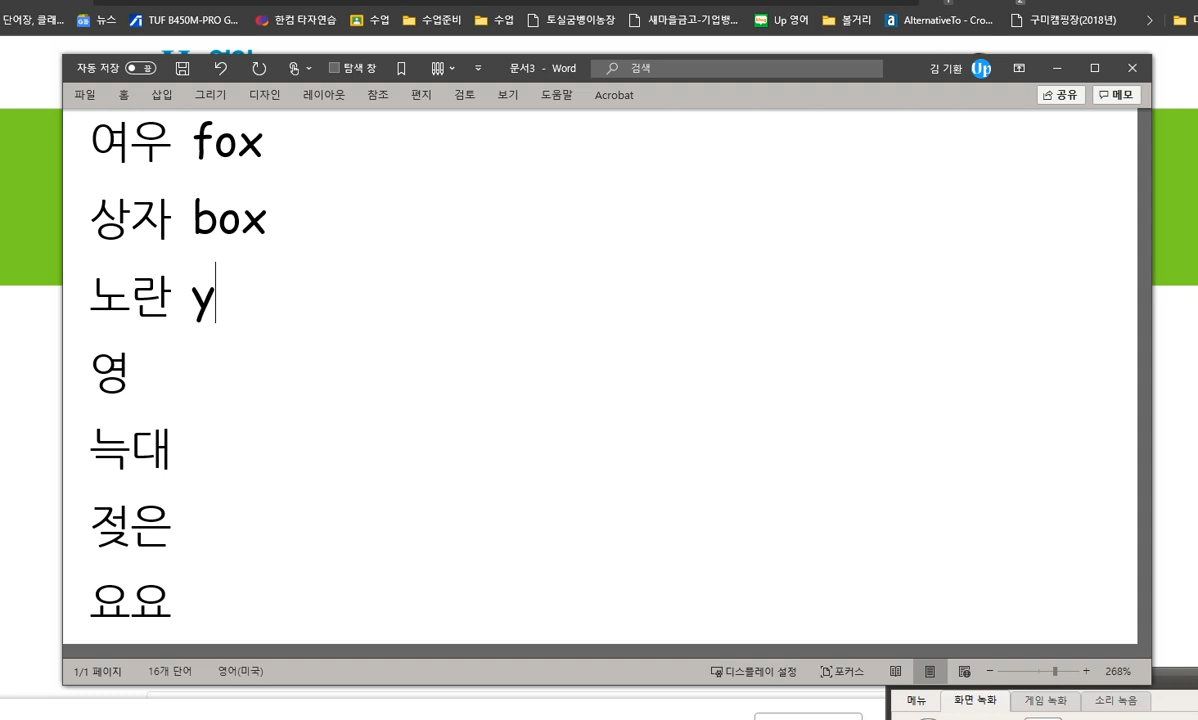 단어장, 클래... 뉴스 TUF B450M-PRO G... 한컴 타자연습 수업 수업준비 수업 토실굼벵이농장 새마을금고-기업뱅... Up 영어 볼거리 AlternativeTo - Cro... 구미캠핑장(2018년)
자동 저장 끔 탐색 창 문서3 - Word 검색 김 기환 Up
파일 홈 삽입 그리기 디자인 레이아웃 참조 편지 검토 보기 도움말 Acrobat 공유 메모
여우 fox
상자 box
노란 y
영
늑대
젖은
요요
1/1 페이지 16개 단어 영어(미국) 디스플레이 설정 포커스 268%
메뉴 화면 녹화 게임 녹화 소리 녹음